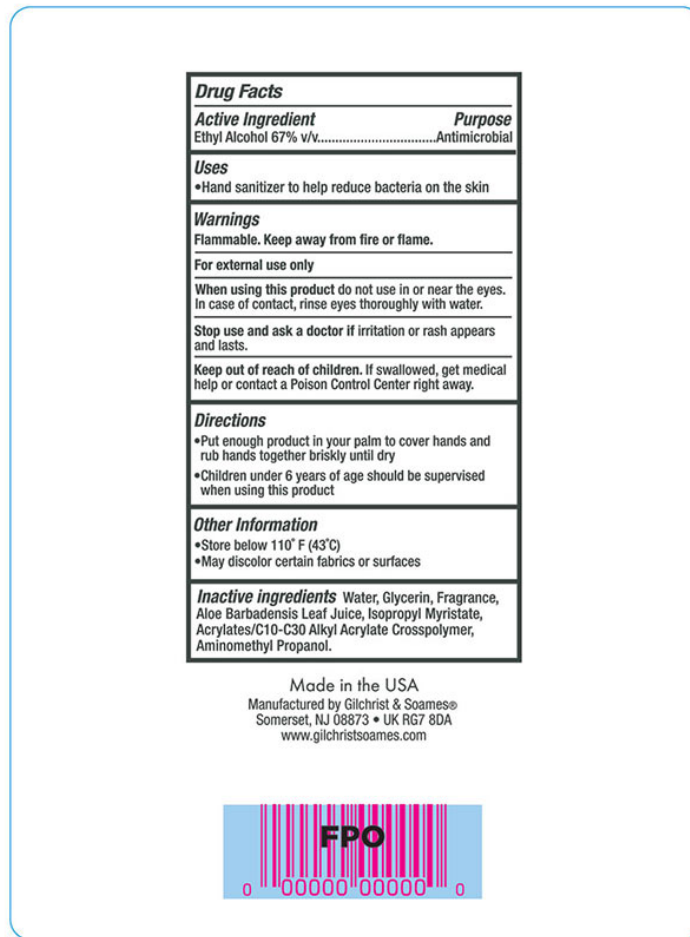 Drug Facts
Active Ingredient Purpose
Ethyl Alcohol 67% v/v.................................Antimicrobial
Uses
•Hand sanitizer to help reduce bacteria on the skin
Warnings
Flammable. Keep away from fire or flame.
For external use only
When using this product do not use in or near the eyes.
In case of contact, rinse eyes thoroughly with water.
Stop use and ask a doctor if irritation or rash appears
and lasts.
Keep out of reach of children. If swallowed, get medical
help or contact a Poison Control Center right away.
Directions
•Put enough product in your palm to cover hands and
rub hands together briskly until dry
•Children under 6 years of age should be supervised
when using this product
Other Information
•Store below 110˚ F (43˚C)
•May discolor certain fabrics or surfaces
Inactive ingredients Water, Glycerin, Fragrance,
Aloe Barbadensis Leaf Juice, Isopropyl Myristate,
Acrylates/C10-C30 Alkyl Acrylate Crosspolymer,
Aminomethyl Propanol.
Made in the USA
Manufactured by Gilchrist & Soames®
Somerset, NJ 08873 • UK RG7 8DA
www.gilchristsoames.com
FPO
0 00000 00000 0